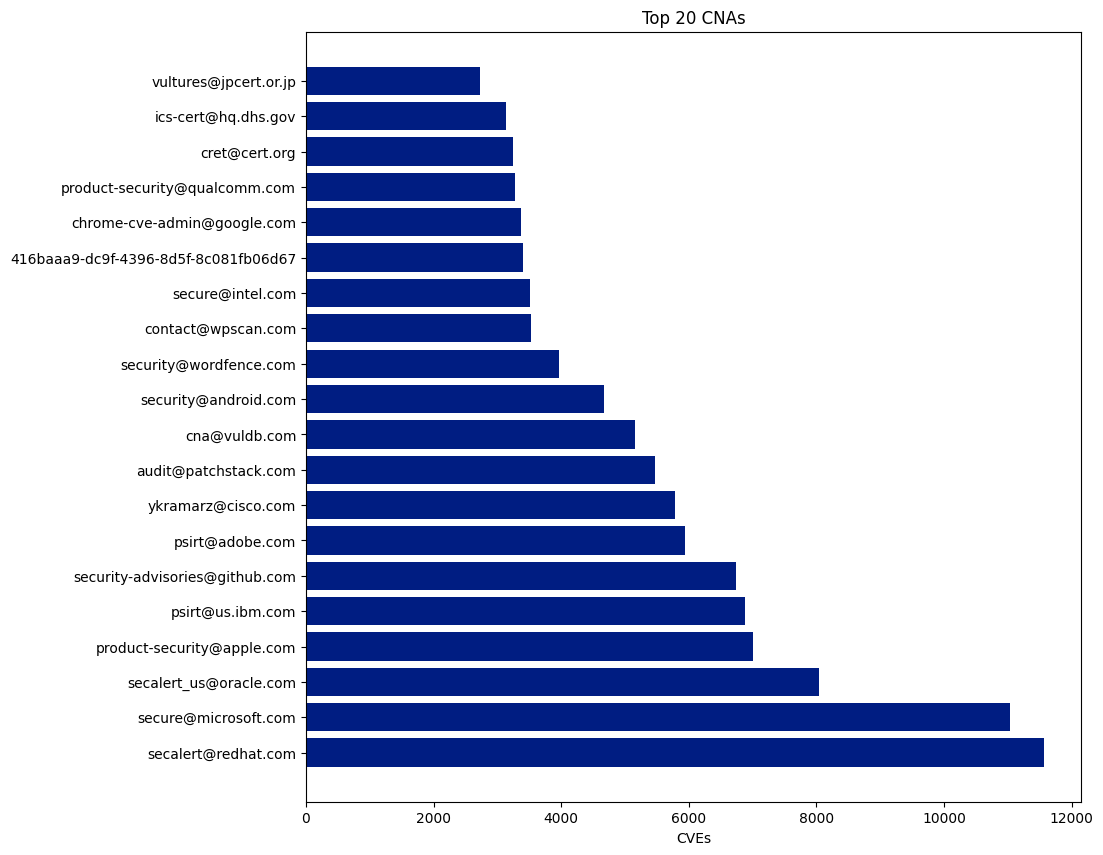 Top 20 CNAs
vultures@jpcert.or.jp
ics-cert@hq.dhs.gov
cret@cert.org
product-security@qualcomm.com
chrome-cve-admin@google.com
416baaa9-dc9f-4396-8d5f-8c081fb06d67
secure@intel.com
contact@wpscan.com
security@wordfence.com
security@android.com
cna@vuldb.com
audit@patchstack.com
ykramarz@cisco.com
psirt@adobe.com
security-advisories@github.com
psirt@us.ibm.com
product-security@apple.com
secalert_us@oracle.com
secure@microsoft.com
secalert@redhat.com
0 2000 4000 6000 8000 10000 12000
CVEs